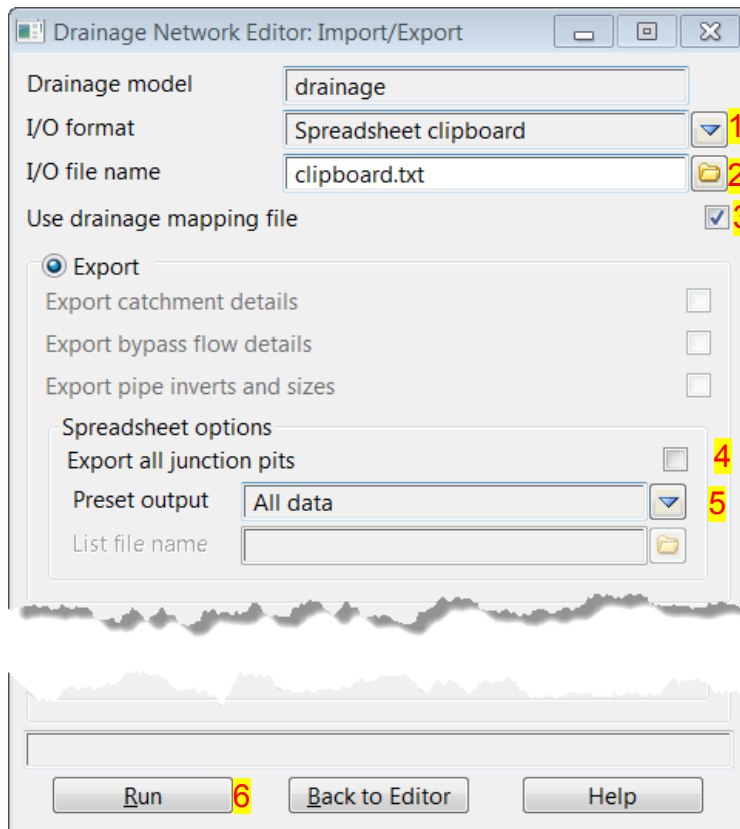 Drainage Network Editor: Import/Export
Drainage model drainage
I/O format Spreadsheet clipboard 1
I/O file name clipboard.txt 2
Use drainage mapping file 3
Export
Export catchment details
Export bypass flow details
Export pipe inverts and sizes
Spreadsheet options
Export all junction pits 4
Preset output All data 5
List file name
Run 6 Back to Editor Help